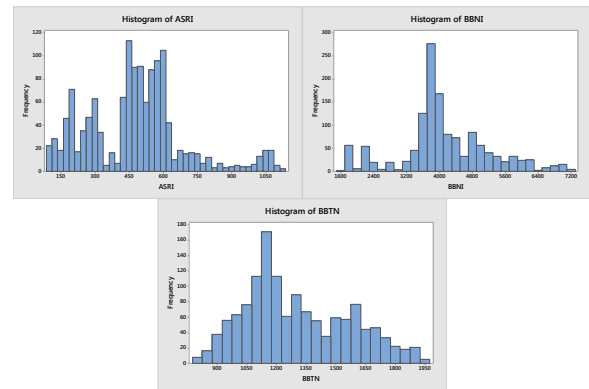 Histogram of ASRI
120
100
80
60
40
20
0
Frequency
150 300 450 600 750 900 1050
ASRI
Histogram of BBNI
300
250
200
150
100
50
0
Frequency
1600 2400 3200 4000 4800 5600 6400 7200
BBNI
Histogram of BBTN
180
160
140
120
100
80
60
40
20
0
Frequency
900 1050 1200 1350 1500 1650 1800 1950
BBTN